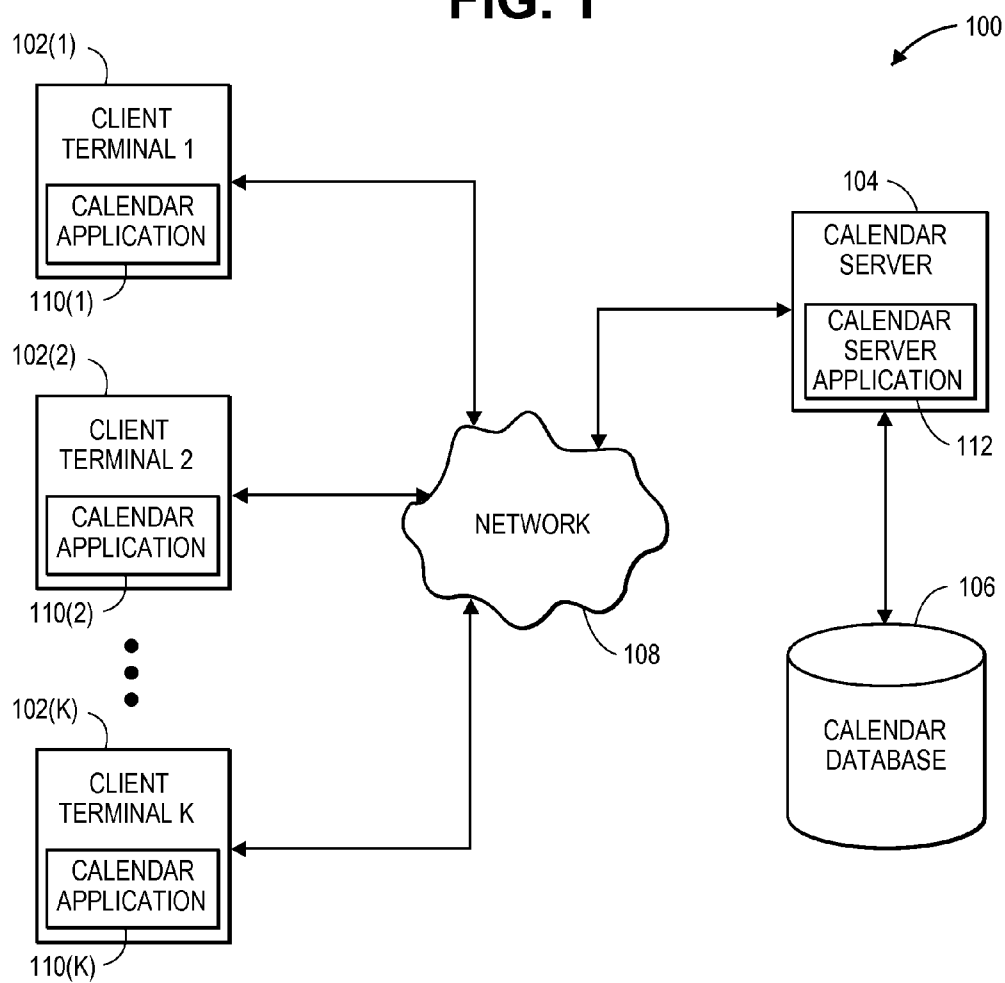 FIG. 1
100
102(1)
CLIENT
TERMINAL 1
CALENDAR
APPLICATION
110(1)
104
CALENDAR
SERVER
CALENDAR
SERVER
APPLICATION
112
102(2)
CLIENT
TERMINAL 2
CALENDAR
APPLICATION
110(2)
NETWORK
108
106
CALENDAR
DATABASE
102(K)
CLIENT
TERMINAL K
CALENDAR
APPLICATION
110(K)